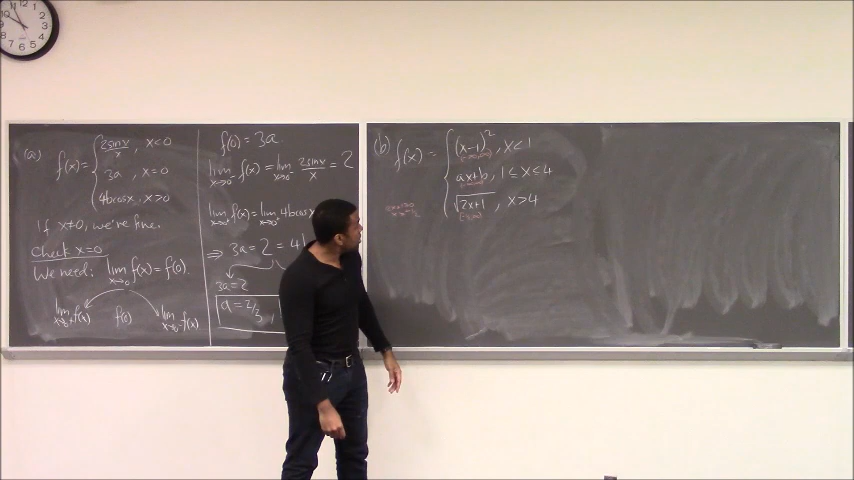 (a) f(x) = { 2sinx/x , x<0
3a , x=0
4bcosx , x>0
If x≠0, we're fine.
Check x=0
We need: lim x→0 f(x) = f(0).
lim x→0+ f(x) f(0) lim x→0- f(x)
f(0) = 3a.
lim x→0- f(x) = lim x→0- 2sinx/x = 2
lim x→0+ f(x) = lim x→0+ 4bcosx
⇒ 3a = 2 = 4
3a = 2
a = 2/3 ,
(b) f(x) = { (x-1)² , x<1
ax+b , 1 ≤ x ≤ 4
√2x+1 , x>4